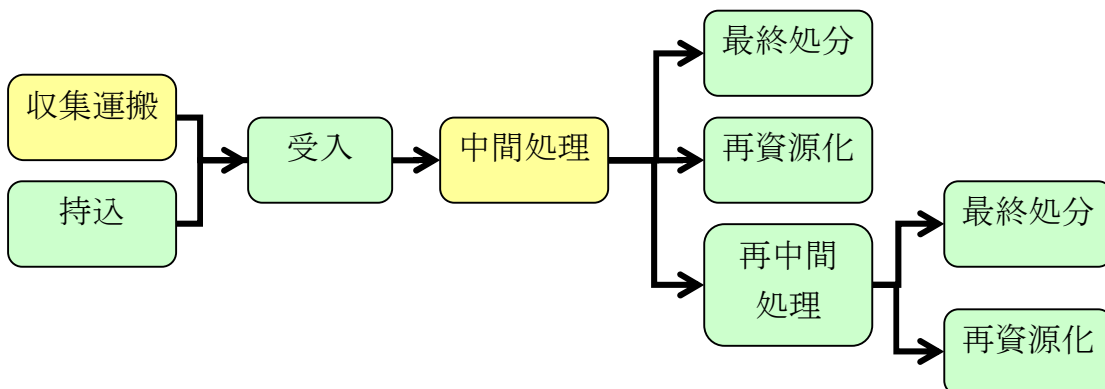 収集運搬
持込
受入
中間処理
最終処分
再資源化
再中間
処理
最終処分
再資源化